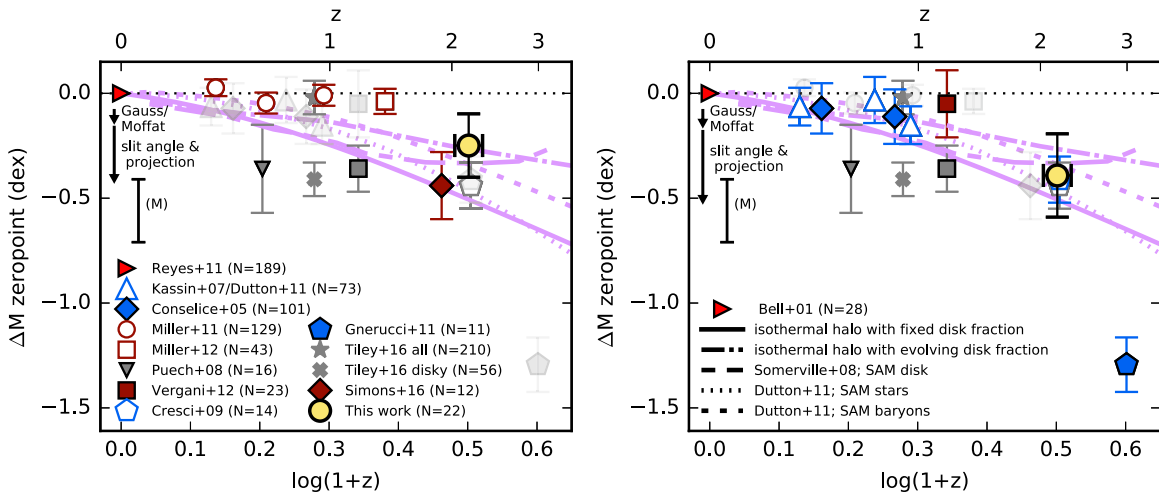 z
0
1
2
3
0.0
−0.5
−1.0
−1.5
ΔM zeropoint (dex)
Gauss/
Moffat
slit angle &
projection
(M)
Reyes+11 (N=189)
Kassin+07/Dutton+11 (N=73)
Conselice+05 (N=101)
Miller+11 (N=129)
Miller+12 (N=43)
Puech+08 (N=16)
Vergani+12 (N=23)
Cresci+09 (N=14)
Gnerucci+11 (N=11)
Tiley+16 all (N=210)
Tiley+16 disky (N=56)
Simons+16 (N=12)
This work (N=22)
0.0 0.1 0.2 0.3 0.4 0.5 0.6
log(1+z)
z
0
1
2
3
0.0
−0.5
−1.0
−1.5
ΔM zeropoint (dex)
Gauss/
Moffat
slit angle &
projection
(M)
Bell+01 (N=28)
isothermal halo with fixed disk fraction
isothermal halo with evolving disk fraction
Somerville+08; SAM disk
Dutton+11; SAM stars
Dutton+11; SAM baryons
0.0 0.1 0.2 0.3 0.4 0.5 0.6
log(1+z)